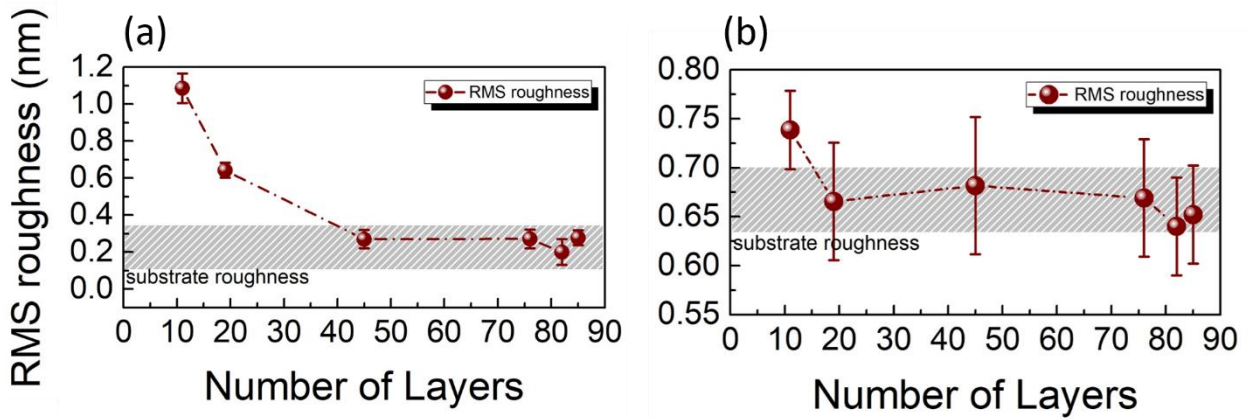 (a)
RMS roughness (nm)
1.2
1.0
0.8
0.6
0.4
0.2
0.0
RMS roughness
substrate roughness
0 10 20 30 40 50 60 70 80 90
Number of Layers
(b)
0.80
0.75
0.70
0.65
0.60
0.55
RMS roughness
substrate roughness
0 10 20 30 40 50 60 70 80 90
Number of Layers